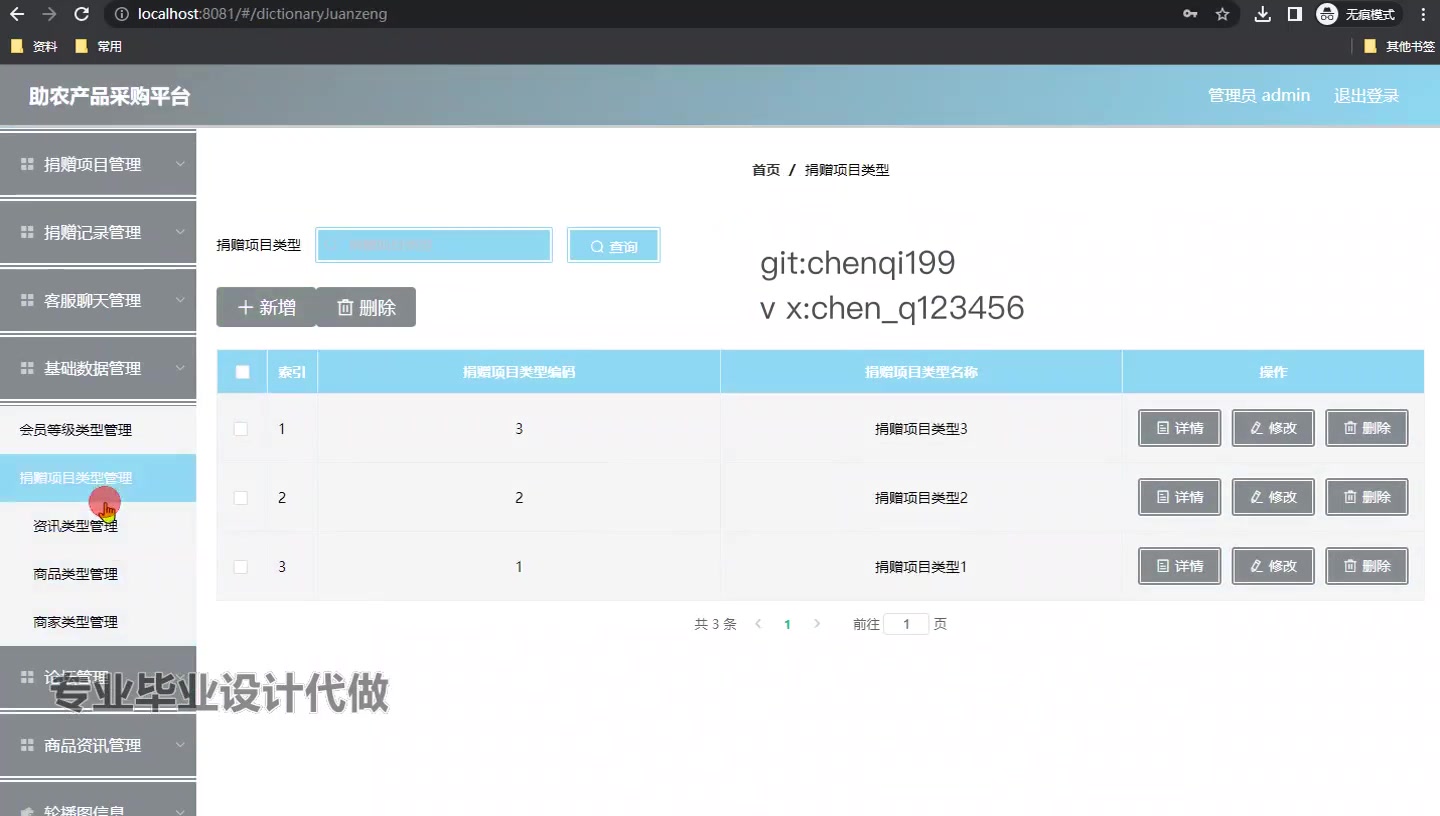 localhost:8081/#/dictionaryJuanzeng
无痕模式
资料 常用 其他书签
助农产品采购平台 管理员 admin 退出登录
捐赠项目管理
捐赠记录管理
客服聊天管理
基础数据管理
会员等级类型管理
捐赠项目类型管理
资讯类型管理
商品类型管理
商家类型管理
论坛管理
商品资讯管理
轮播图信息
首页 / 捐赠项目类型
捐赠项目类型 查询
新增 删除
git:chenqi199
v x:chen_q123456
索引 捐赠项目类型编码 捐赠项目类型名称 操作
1 3 捐赠项目类型3 详情 修改 删除
2 2 捐赠项目类型2 详情 修改 删除
3 1 捐赠项目类型1 详情 修改 删除
共 3 条 1 前往 1 页
专业毕业设计代做